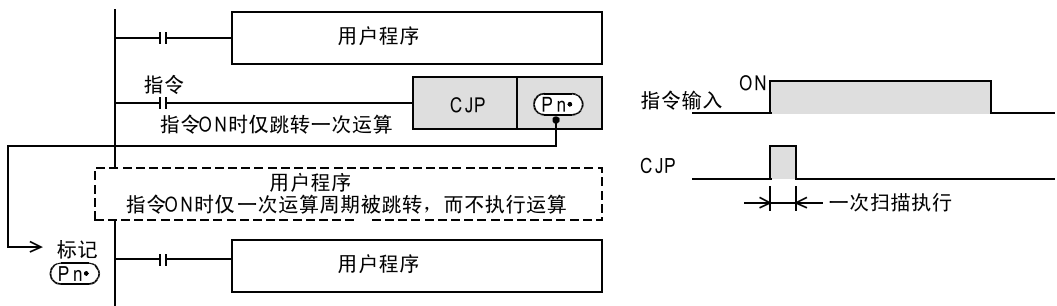 用户程序
指令
CJP
Pn•
指令ON时仅跳转一次运算
用户程序
指令ON时仅一次运算周期被跳转，而不执行运算
标记
Pn•
用户程序
ON
指令输入
CJP
一次扫描执行